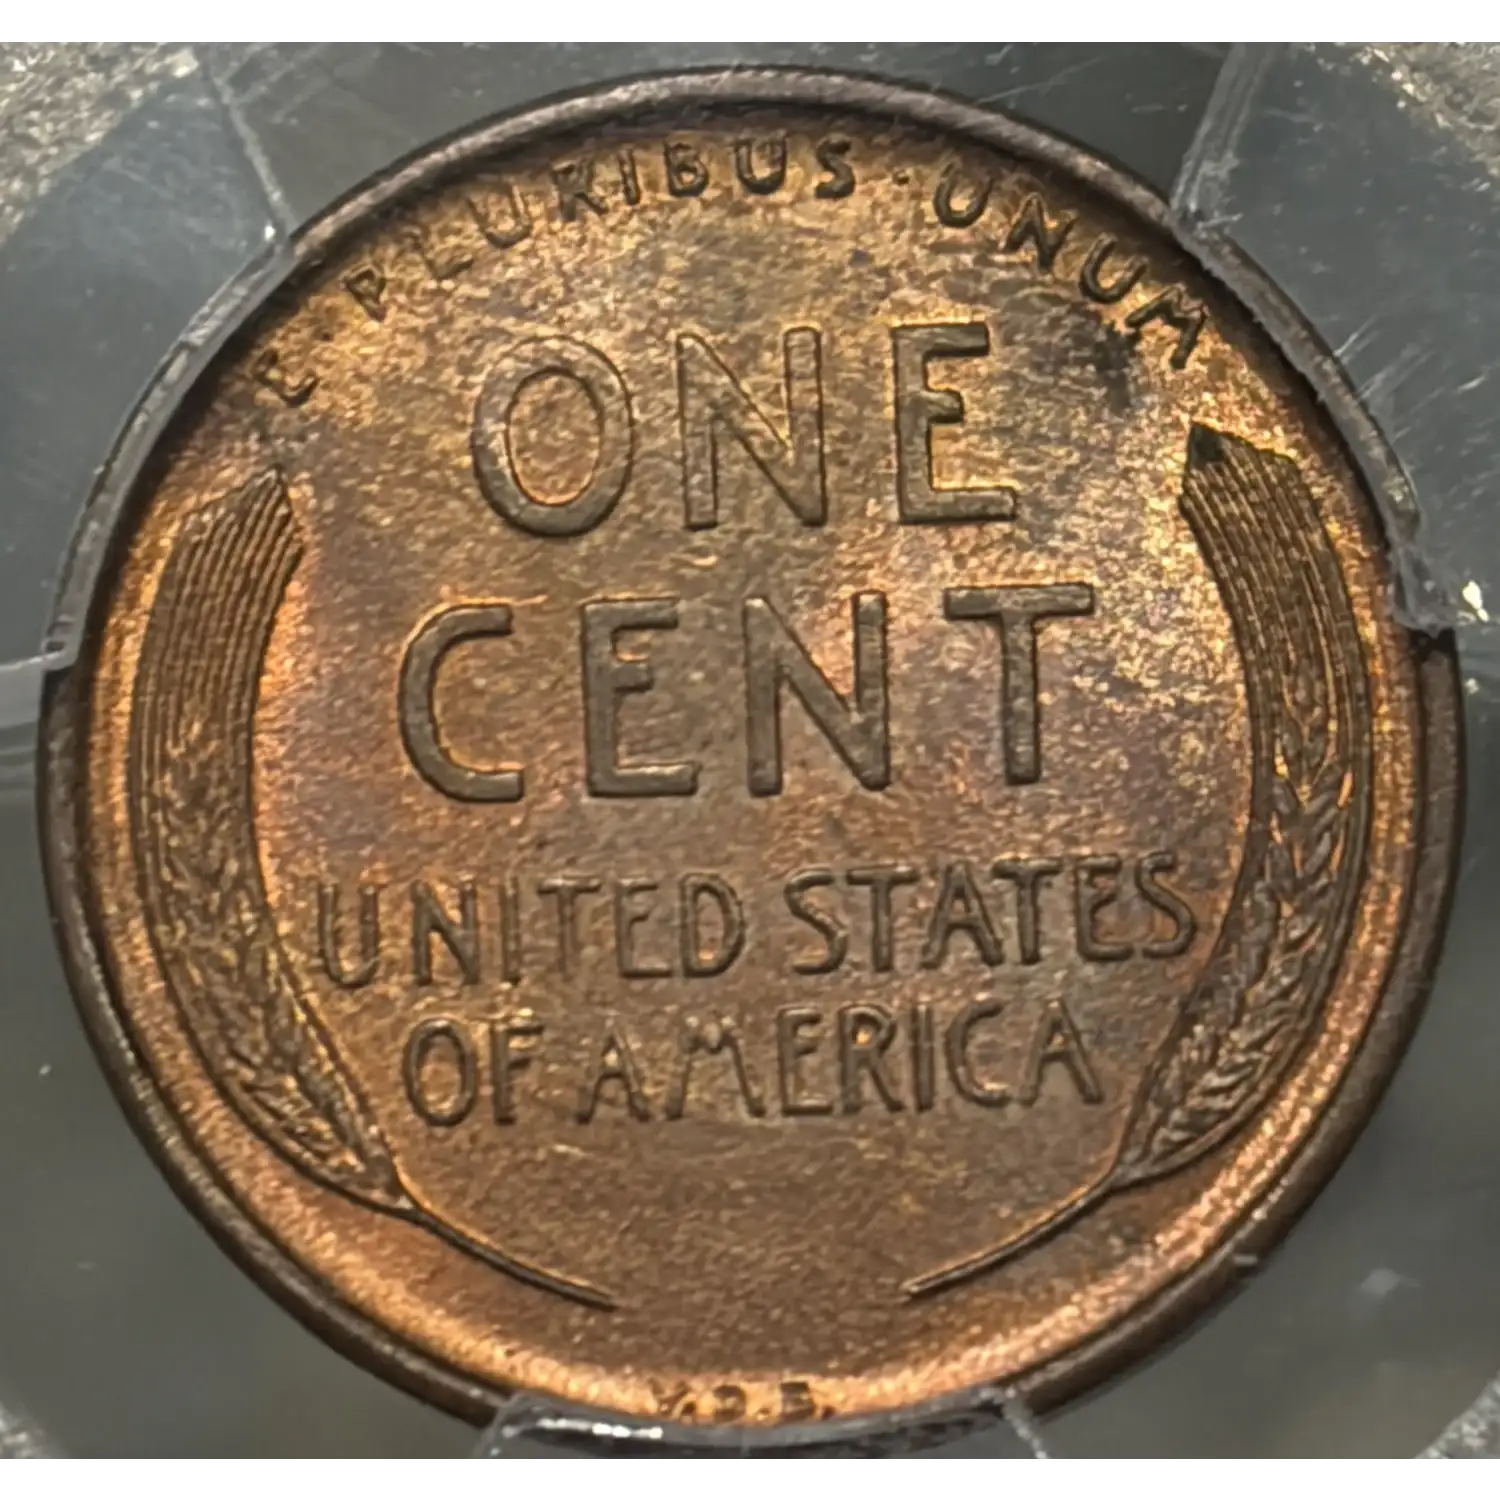 E · PLURIBUS · UNUM
ONE
CENT
UNITED STATES
OF AMERICA
V.D.B.